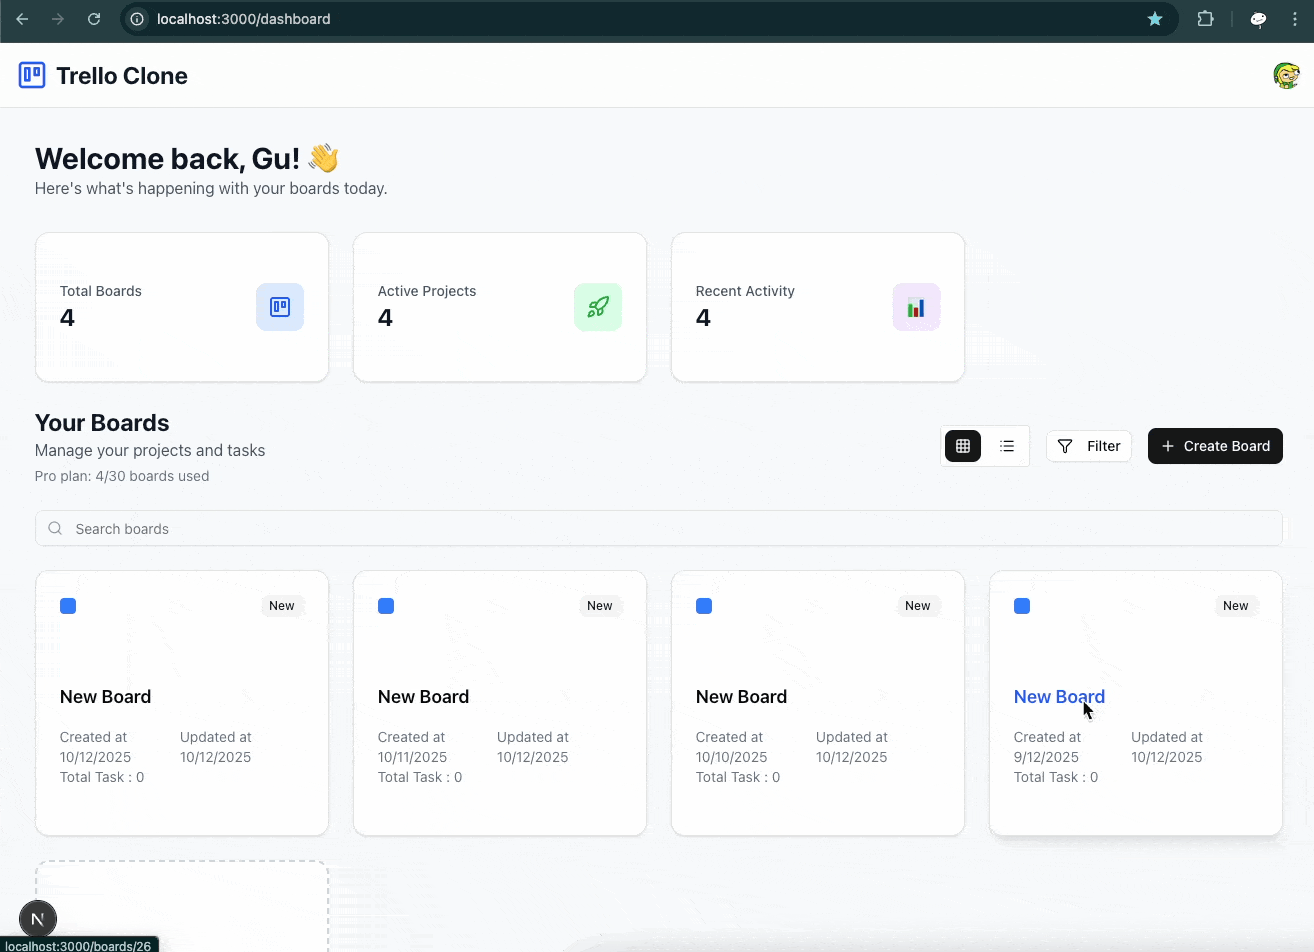 localhost:3000/dashboard
Trello Clone
Welcome back, Gu! 👋
Here's what's happening with your boards today.
Total Boards
4
Active Projects
4
Recent Activity
4
Your Boards
Manage your projects and tasks
Pro plan: 4/30 boards used
Filter
Create Board
Search boards
New
New Board
Created at
10/12/2025
Updated at
10/12/2025
Total Task : 0
New
New Board
Created at
10/11/2025
Updated at
10/12/2025
Total Task : 0
New
New Board
Created at
10/10/2025
Updated at
10/12/2025
Total Task : 0
New
New Board
Created at
9/12/2025
Updated at
10/12/2025
Total Task : 0
N
localhost:3000/boards/26